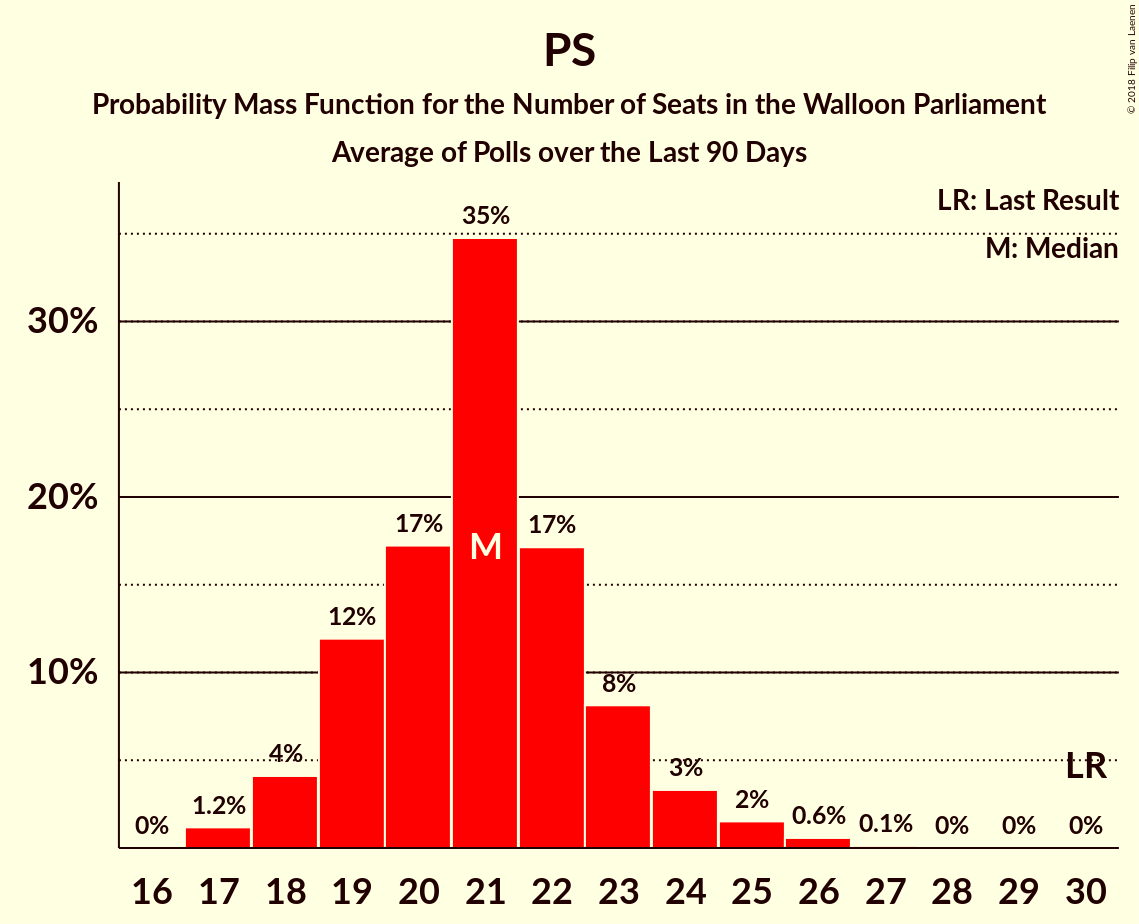 PS
Probability Mass Function for the Number of Seats in the Walloon Parliament
Average of Polls over the Last 90 Days
© 2018 Filip van Laenen
LR: Last Result
M: Median
35%
30%
20%
17%
17%
M
12%
10%
8%
4%
3%
LR
1.2%
2%
0%
0.6%
0.1%
0%
0%
0%
16 17 18 19 20 21 22 23 24 25 26 27 28 29 30